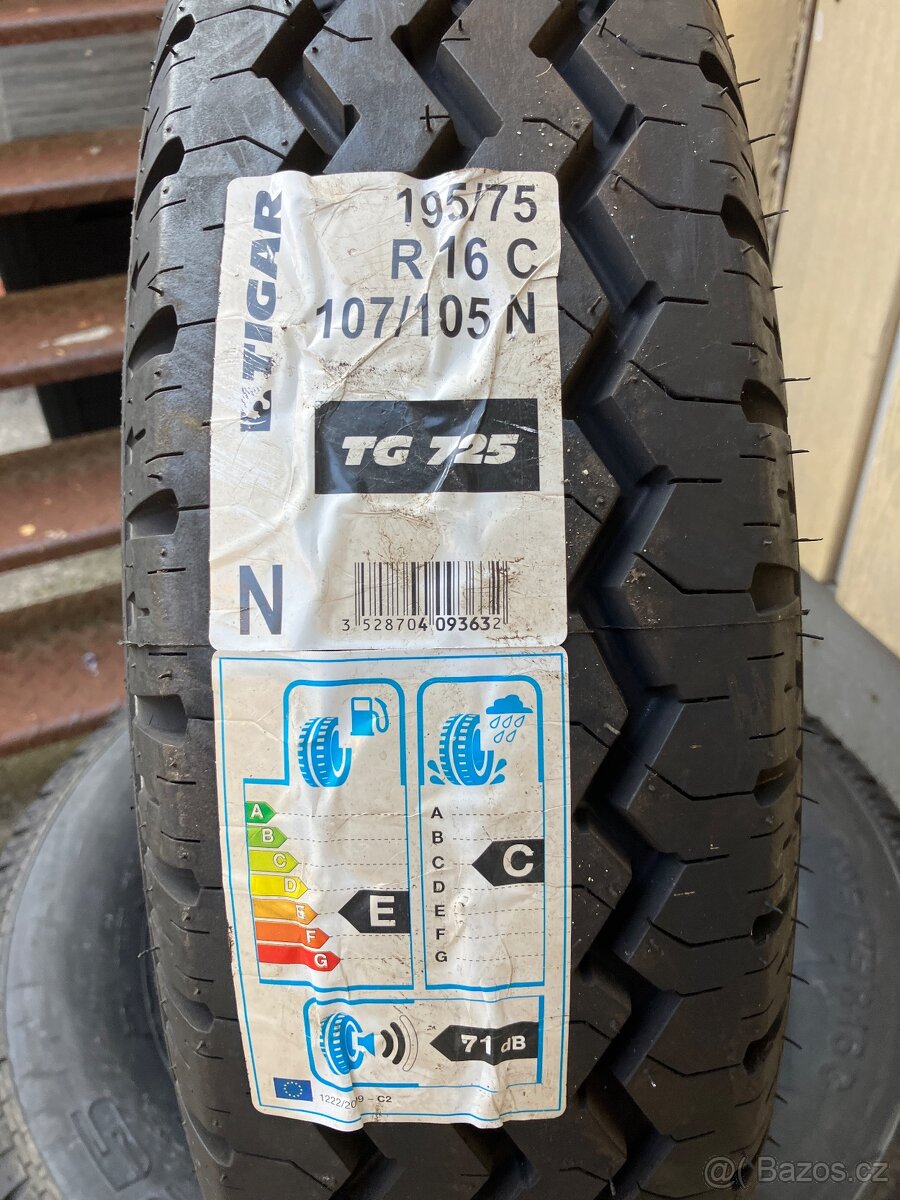 TIGAR
195/75
R 16 C
107/105 N
TG 725
N
3 528704 093632
A
B
C
D
E
F
G
E
A
B
C
D
E
F
G
C
71 dB
1222/2009 - C2
Bazos.cz